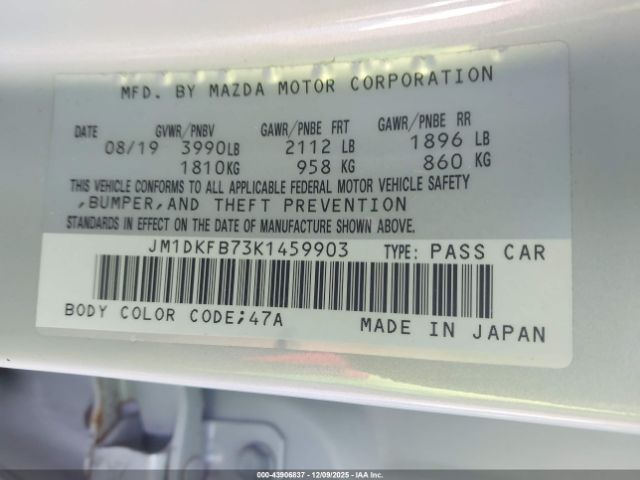 MFD. BY MAZDA MOTOR CORPORATION
DATE GVWR/PNBV GAWR/PNBE FRT GAWR/PNBE RR
08/19 3990LB 2112 LB 1896 LB
1810KG 958 KG 860 KG
THIS VEHICLE CONFORMS TO ALL APPLICABLE FEDERAL MOTOR VEHICLE SAFETY
,BUMPER,AND THEFT PREVENTION
STANDARDS IN EFFECT ON THE DATE OF MANUFACTURE SHOWN ABOVE.
JM1DKFB73K1459903 TYPE: PASS CAR
BODY COLOR CODE;47A MADE IN JAPAN
000-43906837 12/09/2025- IAAI.COM